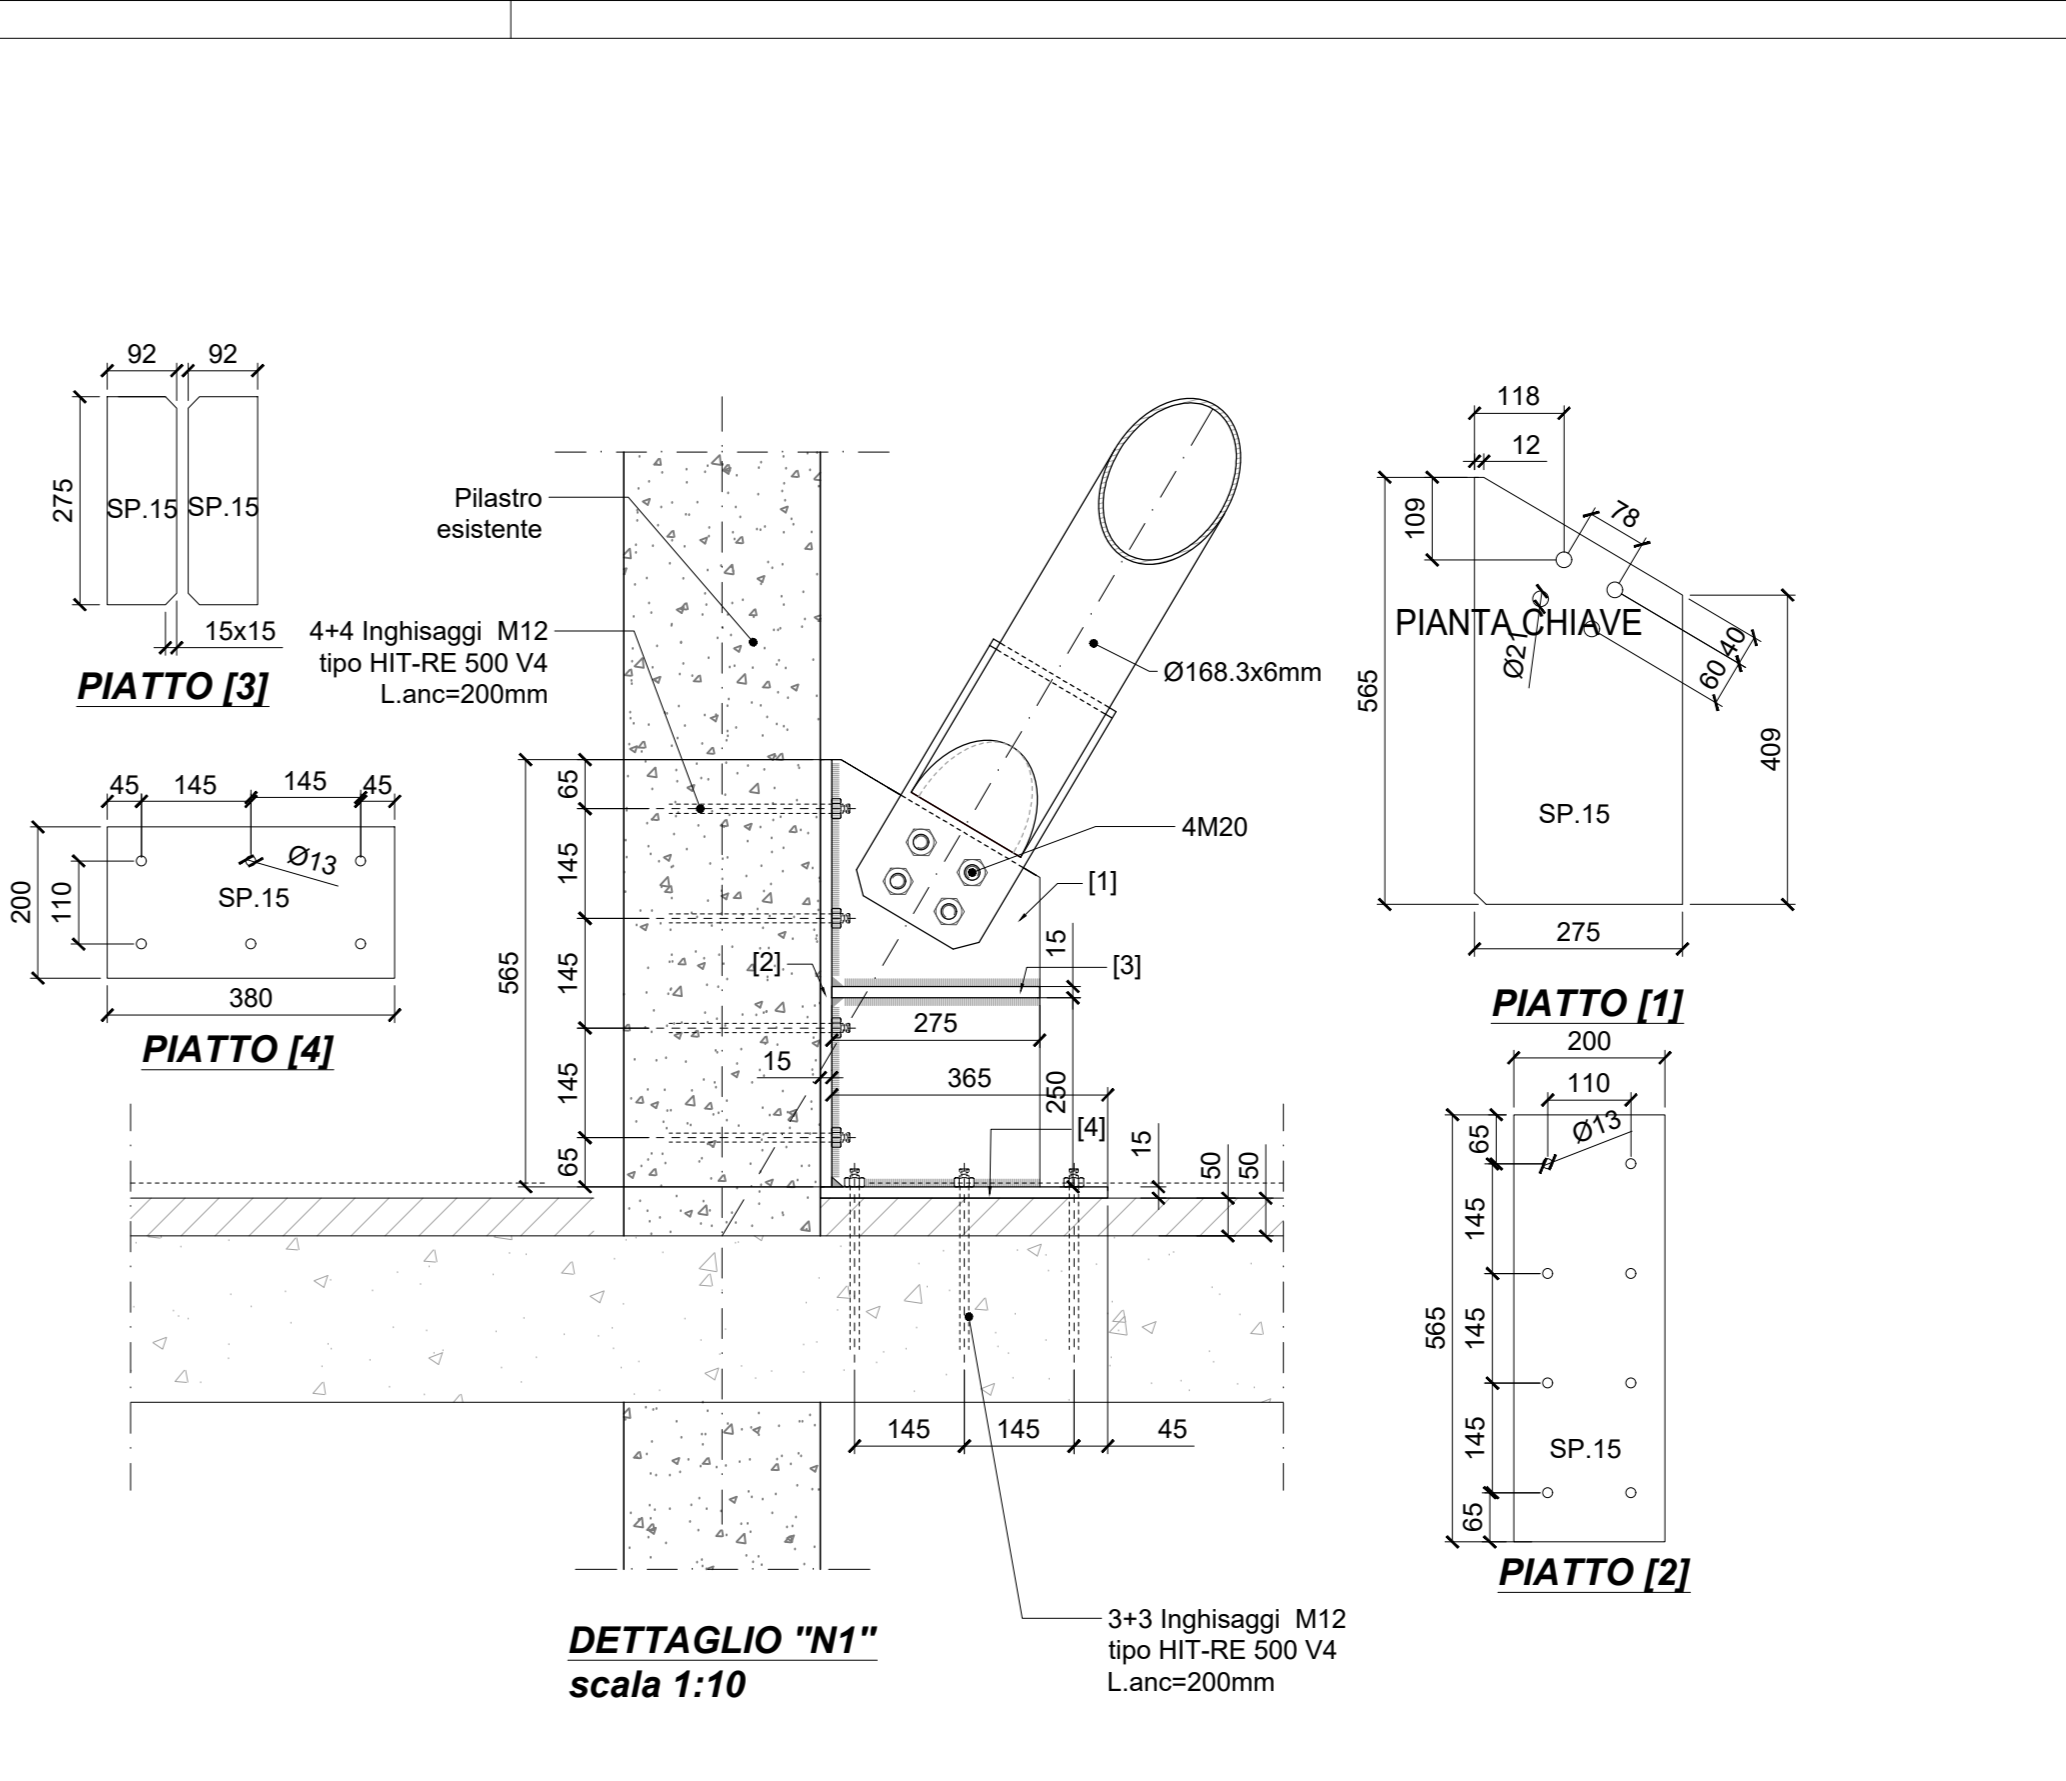 92
92
275
SP.15
SP.15
15x15
PIATTO [3]
45
145
145
45
200
110
Ø13
SP.15
380
PIATTO [4]
Pilastro
esistente
4+4 Inghisaggi M12
tipo HIT-RE 500 V4
L.anc=200mm
565
65
145
145
145
65
Ø168.3x6mm
4M20
[1]
[2]
[3]
15
275
15
365
250
[4]
15
50
50
145
145
45
3+3 Inghisaggi M12
tipo HIT-RE 500 V4
L.anc=200mm
DETTAGLIO "N1"
scala 1:10
118
12
109
78
PIANTA CHIAVE
Ø21
40
60
565
409
SP.15
275
PIATTO [1]
200
110
Ø13
65
145
145
145
65
565
SP.15
PIATTO [2]